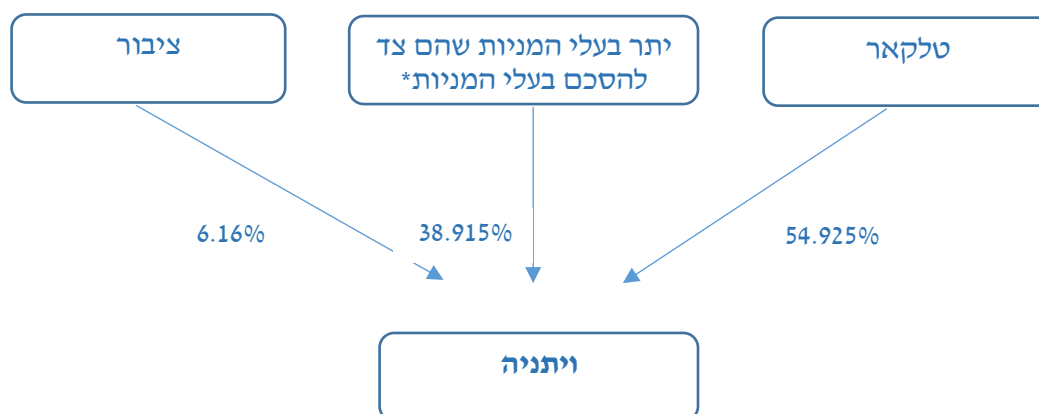 טלקאר
יתר בעלי המניות שהם צד
להסכם בעלי המניות*
ציבור
54.925%
38.915%
6.16%
ויתניה